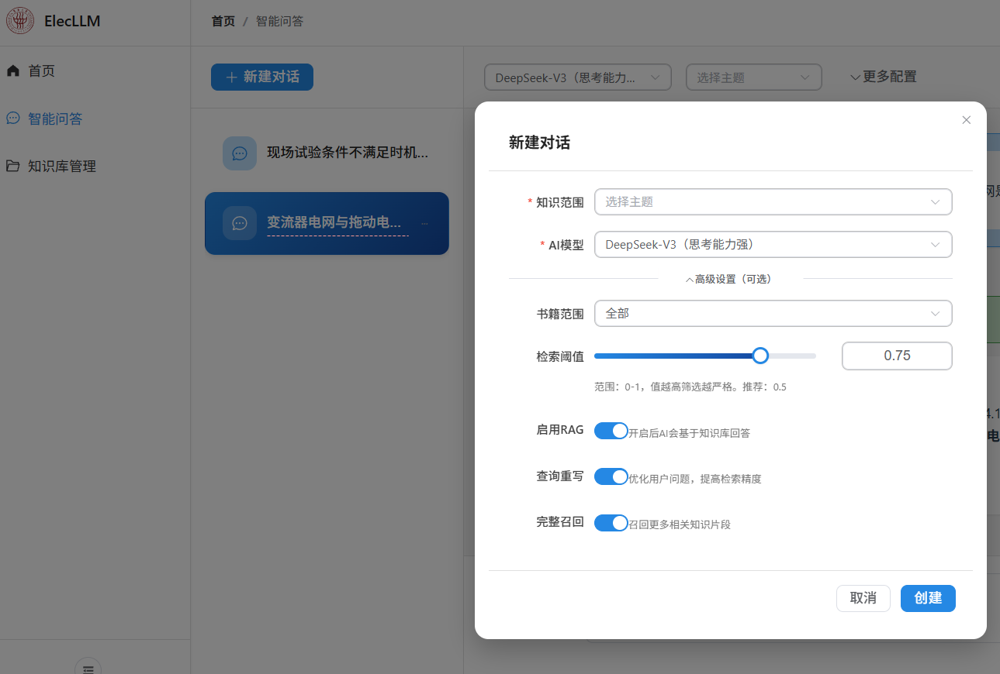 ElecLLM
首页 / 智能问答
首页
智能问答
知识库管理
新建对话
现场试验条件不满足时机...
变流器电网与拖动电...
DeepSeek-V3（思考能力...
选择主题
更多配置
新建对话
* 知识范围 选择主题
* AI模型 DeepSeek-V3（思考能力强）
高级设置（可选）
书籍范围 全部
检索阈值 0.75
范围：0-1，值越高筛选越严格。推荐：0.5
启用RAG 开启后AI会基于知识库回答
查询重写 优化用户问题，提高检索精度
完整召回 召回更多相关知识片段
取消 创建
网是
4.1
电